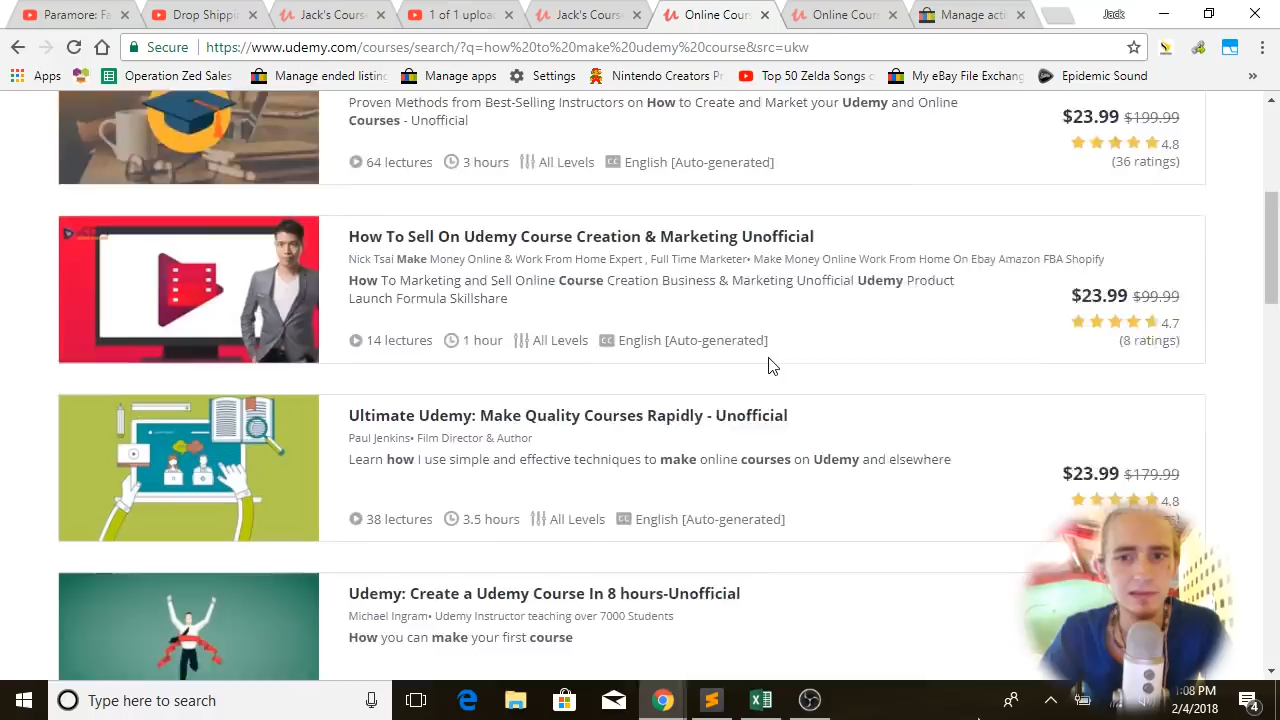 Paramore: Fa
Drop Shippi
Jack's Cours
1 of 1 uploa
Jack's Cours
Online Cours
Online Cours
Manage acti
Jack
Secure
https://www.udemy.com/courses/search/?q=how%20to%20make%20udemy%20course&src=ukw
Apps
Operation Zed Sales
Manage ended listin
Manage apps
Settings
Nintendo Creators P
Top Coca Songs c
My eBay File Exchang
Epidemic Sound
»
Proven Methods from Best-Selling Instructors on How to Create and Market your Udemy and Online
Courses - Unofficial
$23.99 $199.99
4.8
(36 ratings)
64 lectures 3 hours All Levels CC English [Auto-generated]
How To Sell On Udemy Course Creation & Marketing Unofficial
Nick Tsai Make Money Online & Work From Home Expert , Full Time Marketer• Make Money Online Work From Home On Ebay Amazon FBA Shopify
How To Marketing and Sell Online Course Creation Business & Marketing Unofficial Udemy Product
Launch Formula Skillshare
$23.99 $99.99
4.7
(8 ratings)
14 lectures 1 hour All Levels CC English [Auto-generated]
Ultimate Udemy: Make Quality Courses Rapidly - Unofficial
Paul Jenkins• Film Director & Author
Learn how I use simple and effective techniques to make online courses on Udemy and elsewhere
$23.99 $179.99
4.8
38 lectures 3.5 hours All Levels CC English [Auto-generated]
Udemy: Create a Udemy Course In 8 hours-Unofficial
Michael Ingram• Udemy Instructor teaching over 7000 Students
How you can make your first course
Type here to search
1:08 PM
2/4/2018
4